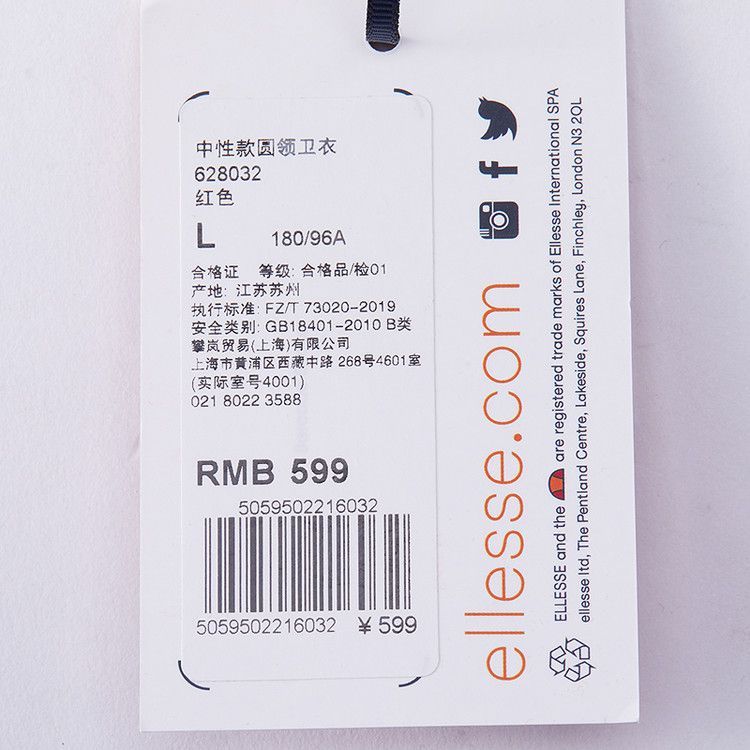 中性款圆领卫衣
628032
红色
L 180/96A
合格证 等级: 合格品/检01
产地: 江苏苏州
执行标准: FZ/T 73020-2019
安全类别: GB18401-2010 B类
攀岚贸易(上海)有限公司
上海市黄浦区西藏中路 268号4601室
(实际室号4001)
021 8022 3588
RMB 599
5059502216032
5059502216032 ¥ 599
ellesse.com
ELLESSE and the are registered trade marks of Ellesse International SPA
ellesse ltd, The Pentland Centre, Lakeside, Squires Lane, Finchley, London N3 2QL